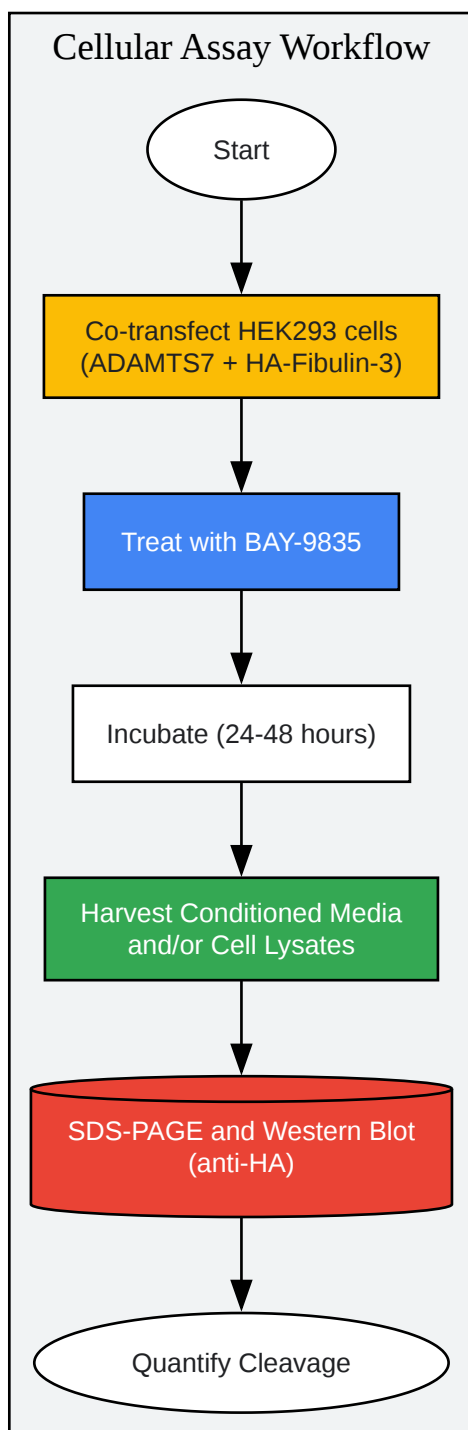 Cellular Assay Workflow
Start
Co-transfect HEK293 cells
(ADAMTS7 + HA-Fibulin-3)
Treat with BAY-9835
Incubate (24-48 hours)
Harvest Conditioned Media
and/or Cell Lysates
SDS-PAGE and Western Blot
(anti-HA)
Quantify Cleavage